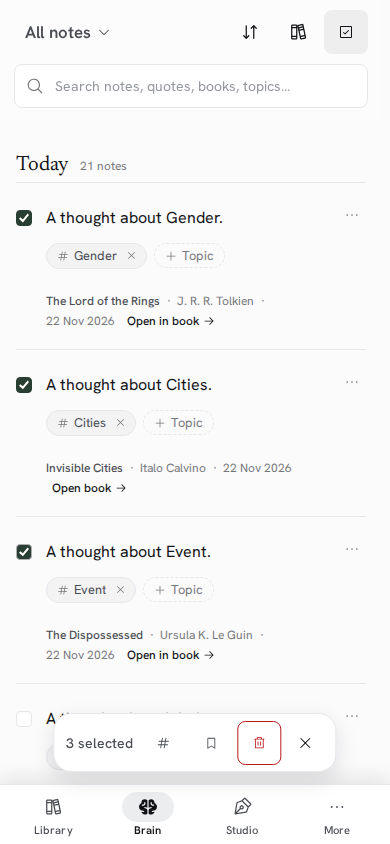 All notes
Search notes, quotes, books, topics...
Today 21 notes
A thought about Gender.
# Gender × + Topic
The Lord of the Rings · J. R. R. Tolkien ·
22 Nov 2026 Open in book →
A thought about Cities.
# Cities × + Topic
Invisible Cities · Italo Calvino · 22 Nov 2026
Open book →
A thought about Event.
# Event × + Topic
The Dispossessed · Ursula K. Le Guin ·
22 Nov 2026 Open in book →
3 selected
Library Brain Studio More